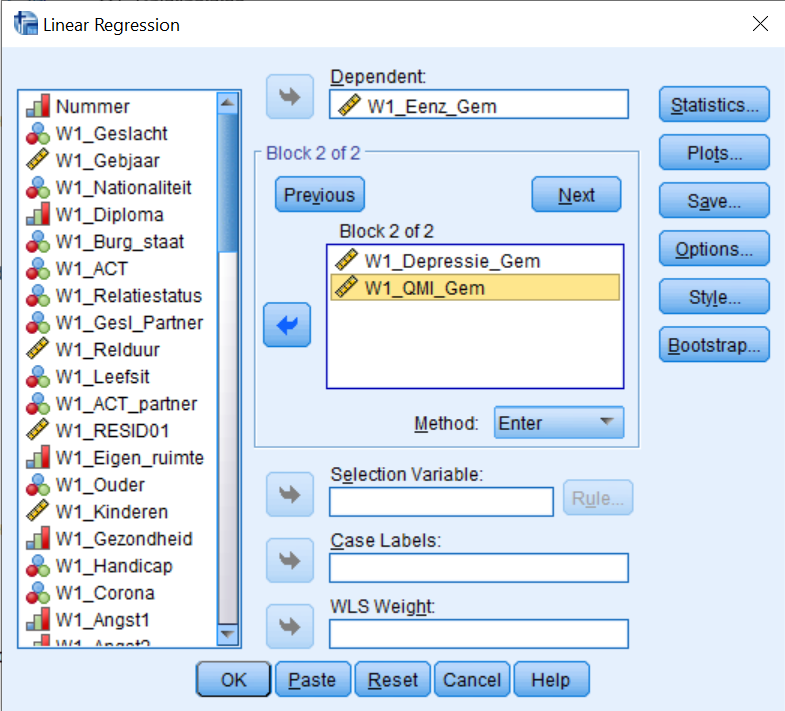 Linear Regression
Nummer
W1_Geslacht
W1_Gebjaar
W1_Nationaliteit
W1_Diploma
W1_Burg_staat
W1_ACT
W1_Relatiestatus
W1_Gesl_Partner
W1_Relduur
W1_Leefsit
W1_ACT_partner
W1_RESID01
W1_Eigen_ruimte
W1_Ouder
W1_Kinderen
W1_Gezondheid
W1_Handicap
W1_Corona
W1_Angst1
W1_Angst2
Dependent:
W1_Eenz_Gem
Block 2 of 2
Previous
Next
Block 2 of 2
W1_Depressie_Gem
W1_QMI_Gem
Method:
Enter
Selection Variable:
Rule...
Case Labels:
WLS Weight:
Statistics...
Plots...
Save...
Options...
Style...
Bootstrap...
OK
Paste
Reset
Cancel
Help